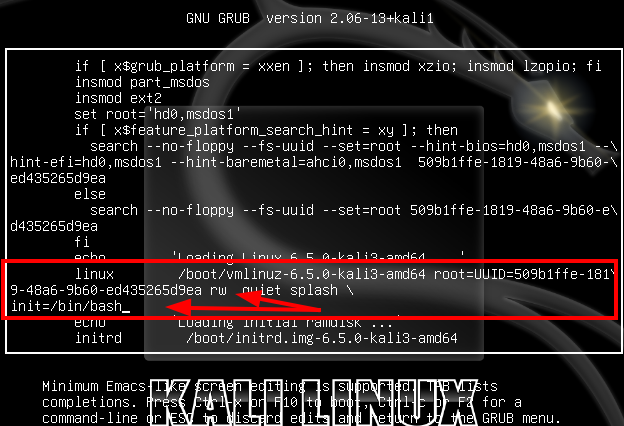 GNU GRUB  version 2.06-13+kali1
if [ x$grub_platform = xxen ]; then insmod xzio; insmod lzopio; fi
insmod part_msdos
insmod ext2
set root='hd0,msdos1'
if [ x$feature_platform_search_hint = xy ]; then
search --no-floppy --fs-uuid --set=root --hint-bios=hd0,msdos1 --\
hint-efi=hd0,msdos1 --hint-baremetal=ahci0,msdos1  509b1ffe-1819-48a6-9b60-\
ed435265d9ea
else
search --no-floppy --fs-uuid --set=root 509b1ffe-1819-48a6-9b60-e\
d435265d9ea
fi
echo 'Loading Linux 6.5.0-kali3-amd64 ...'
linux /boot/vmlinuz-6.5.0-kali3-amd64 root=UUID=509b1ffe-181\
9-48a6-9b60-ed435265d9ea rw  quiet splash \
init=/bin/bash_
echo 'Loading initial ramdisk ...'
initrd /boot/initrd.img-6.5.0-kali3-amd64
Minimum Emacs-like screen editing is supported. TAB lists
completions. Press Ctrl-x or F10 to boot, Ctrl-c or F2 for a
command-line or ESC to discard edits and return to the GRUB menu.
KALI LINUX